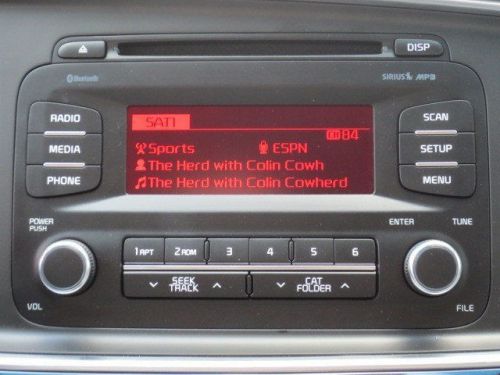 DISP
Bluetooth
SIRIUS MP3
RADIO
MEDIA
PHONE
SAT1
CH 84
Sports ESPN
The Herd with Colin Cowh
The Herd with Colin Cowherd
SCAN
SETUP
MENU
POWER
PUSH
VOL
1 RPT 2 RDM 3 4 5 6
SEEK
TRACK
CAT
FOLDER
ENTER TUNE
FILE